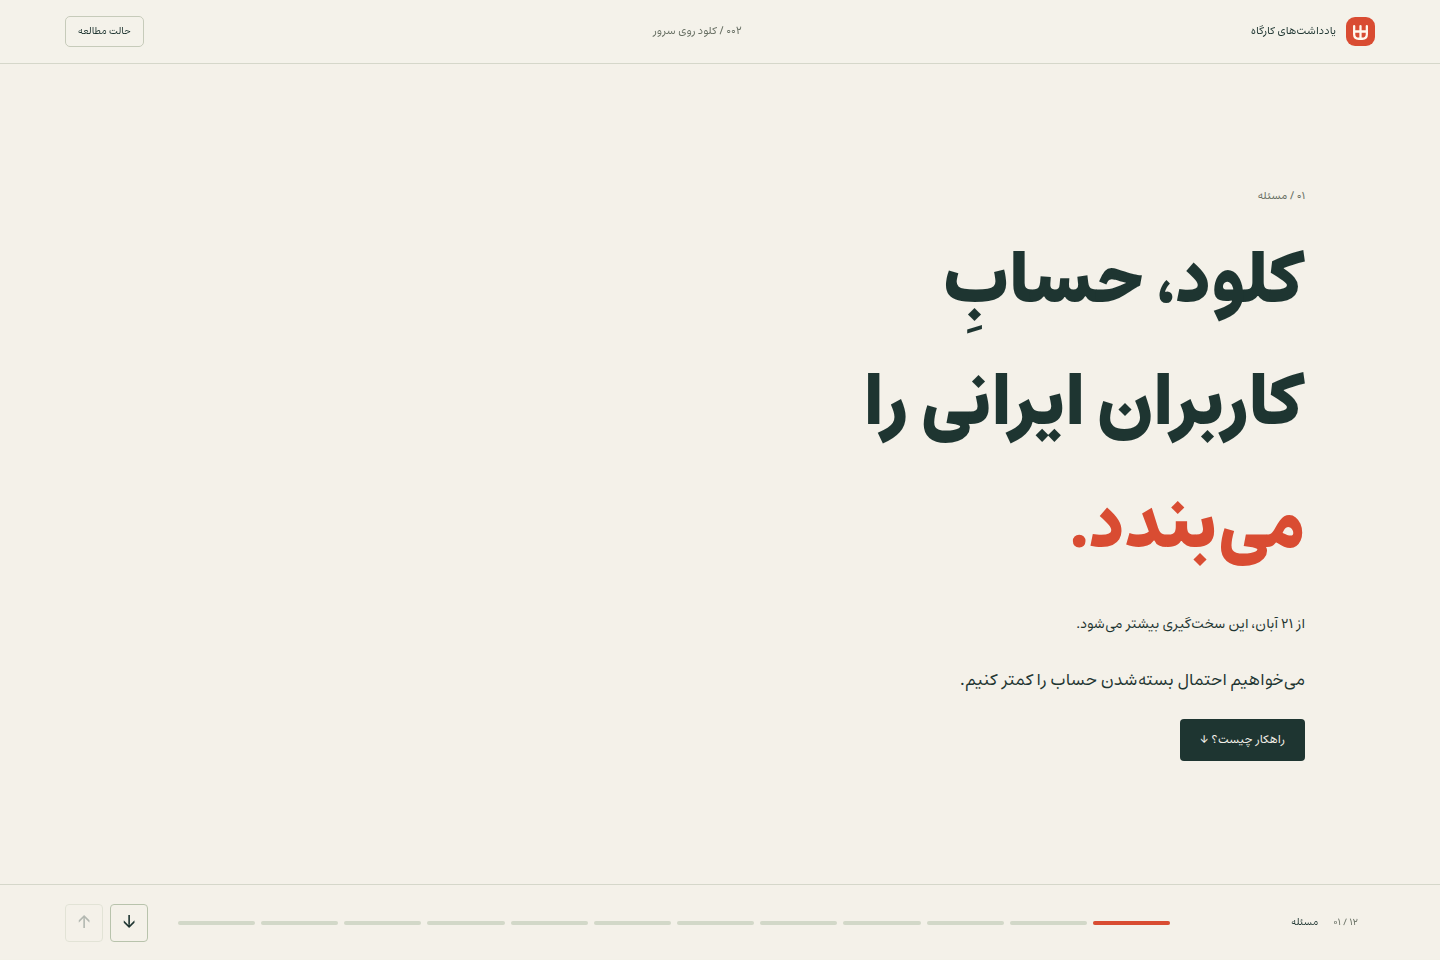 یادداشت‌های کارگاه
۰۰۲ / کلود روی سرور
حالت مطالعه
۰۱ / مسئله
کلود، حسابِ
کاربران ایرانی را
می‌بندد.
از ۲۱ آبان، این سخت‌گیری بیشتر می‌شود.
می‌خواهیم احتمال بسته‌شدن حساب را کمتر کنیم.
راهکار چیست؟ ↓
۰۱ / ۱۲
مسئله